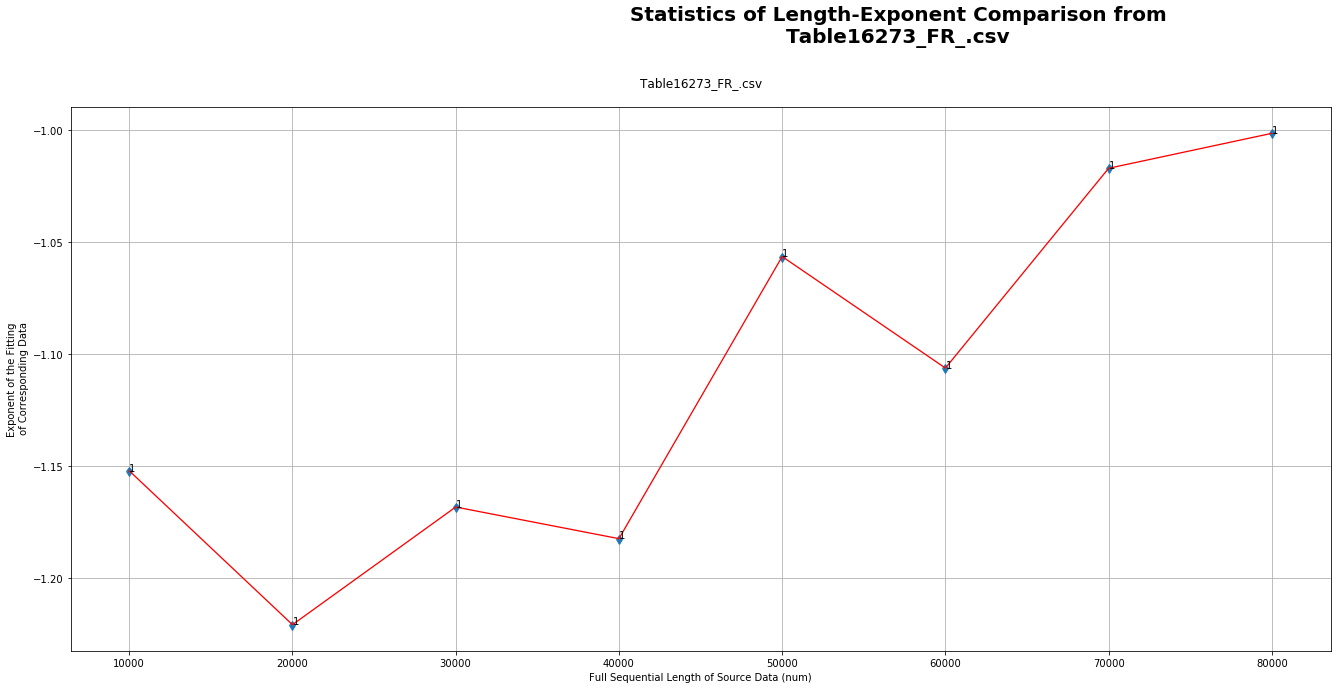 Statistics of Length-Exponent Comparison from
Table16273_FR_.csv
Table16273_FR_.csv
Exponent of the Fitting
of Corresponding Data
−1.00
−1.05
−1.10
−1.15
−1.20
1
1
1
1
1
1
1
1
10000 20000 30000 40000 50000 60000 70000 80000
Full Sequential Length of Source Data (num)